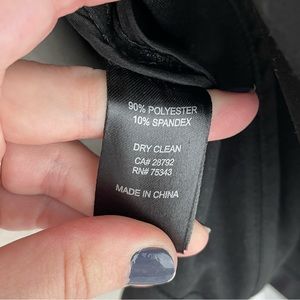 90% POLYESTER
10% SPANDEX
DRY CLEAN
CA# 28792
RN# 75343
MADE IN CHINA